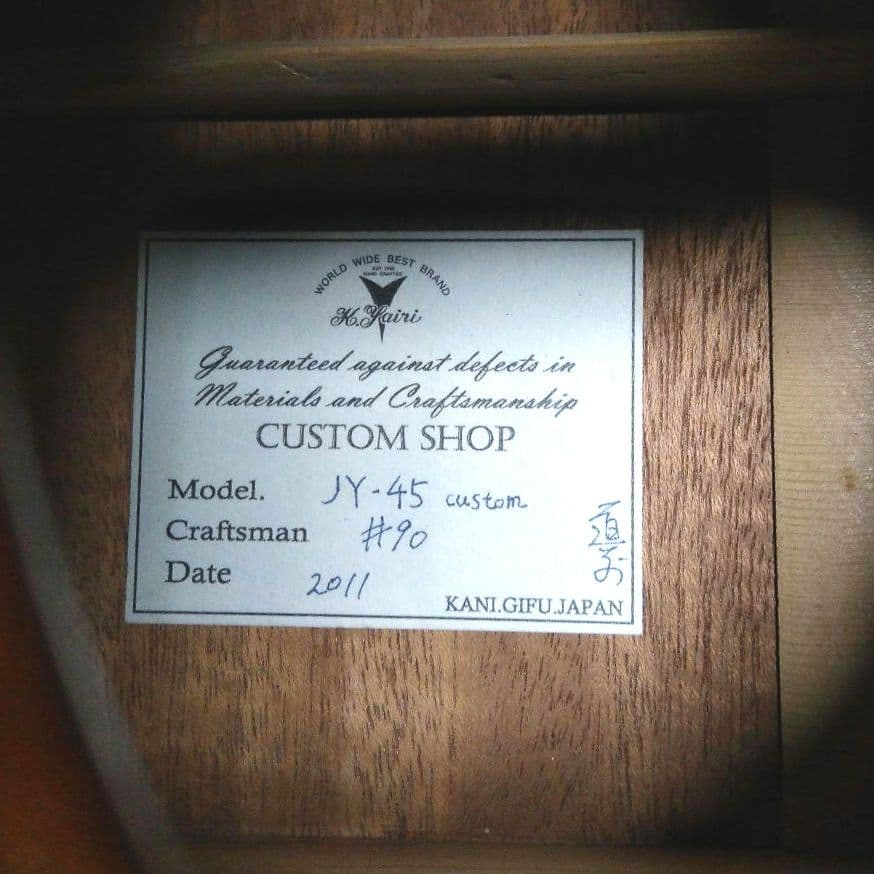 WORLD WIDE BEST BRAND
K.Yairi
Guaranteed against defects in
Materials and Craftsmanship
CUSTOM SHOP
Model. JY-45 custom
Craftsman #90
Date 2011
KANI.GIFU.JAPAN